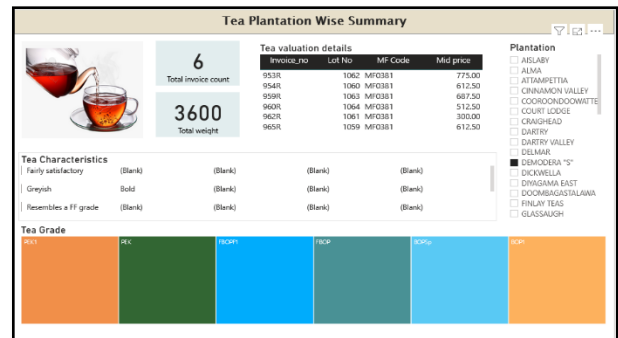 Tea Plantation Wise Summary
6
Total invoice count
3600
Total weight
Tea valuation details
Invoice_no Lot No MF Code Mid price
953R 1062 MF0381 775.00
954R 1060 MF0381 612.50
959R 1063 MF0381 687.50
960R 1064 MF0381 512.50
962R 1061 MF0381 300.00
965R 1059 MF0381 612.50
Plantation
AISLABY
ALMA
ATTAMPETTIA
CINNAMON VALLEY
COOROONDOOWATTE
COURT LODGE
CRAIGHEAD
DARTRY
DARTRY VALLEY
DELMAR
DEMODERA "S"
DICKWELLA
DIYAGAMA EAST
DOOMBAGASTALAWA
FINLAY TEAS
GLASSAUGH
Tea Characteristics
Fairly satisfactory (Blank) (Blank) (Blank) (Blank)
Greyish Bold (Blank) (Blank) (Blank)
Resembles a FF grade (Blank) (Blank) (Blank) (Blank)
Tea Grade
PEK1 PEK FBOPF1 FBOP BOPSp BOP1